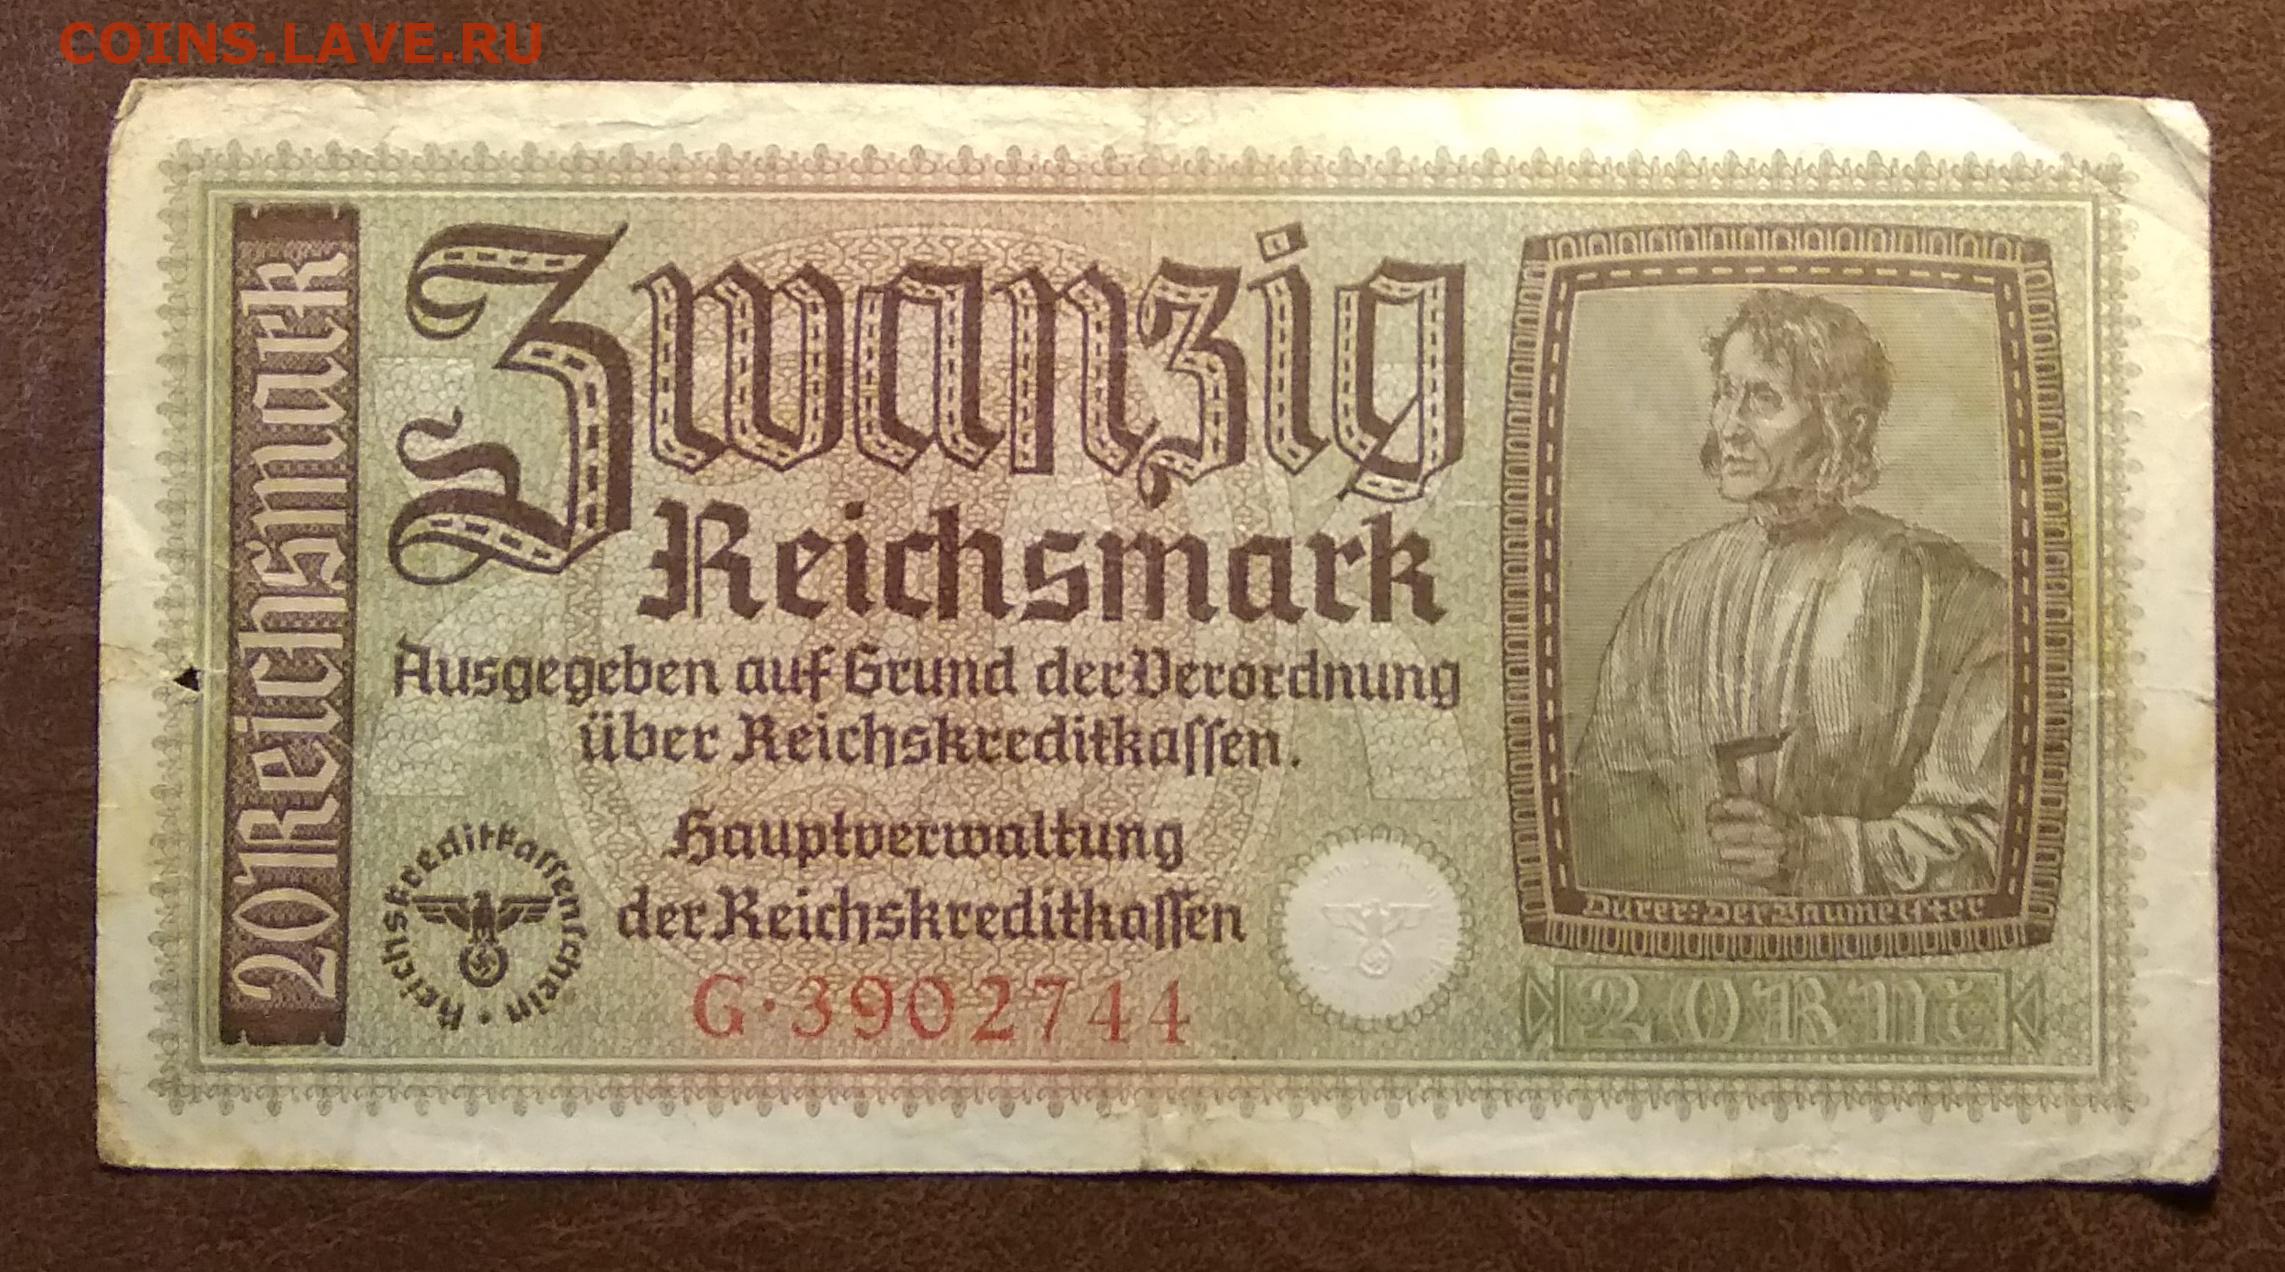 COINS.LAVE.RU
20 Reichsmark
Zwanzig
Reichsmark
Ausgegeben auf Grund der Verordnung
über Reichskreditkassen.
Hauptverwaltung
der Reichskreditkassen
Reichskreditkassenschein •
G·3902744
Dürer: Der Baumeister
20 RM